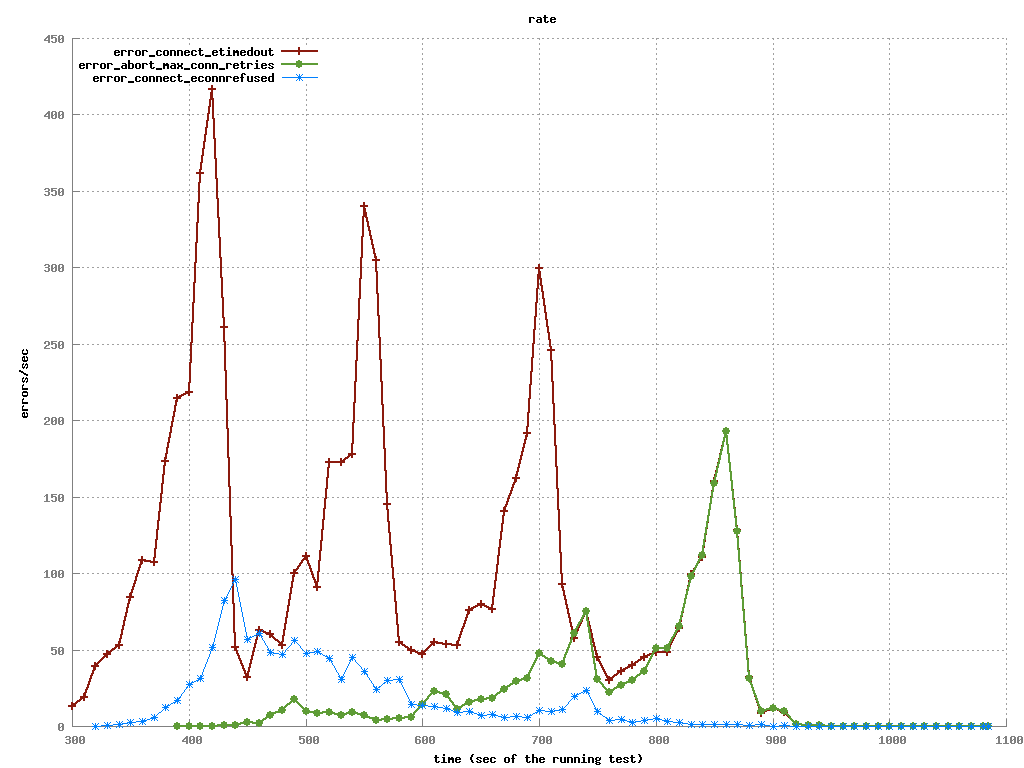 rate
450
400
350
300
250
200
150
100
50
0
errors/sec
error_connect_etimedout
error_abort_max_conn_retries
error_connect_econnrefused
300 400 500 600 700 800 900 1000 1100
time (sec of the running test)